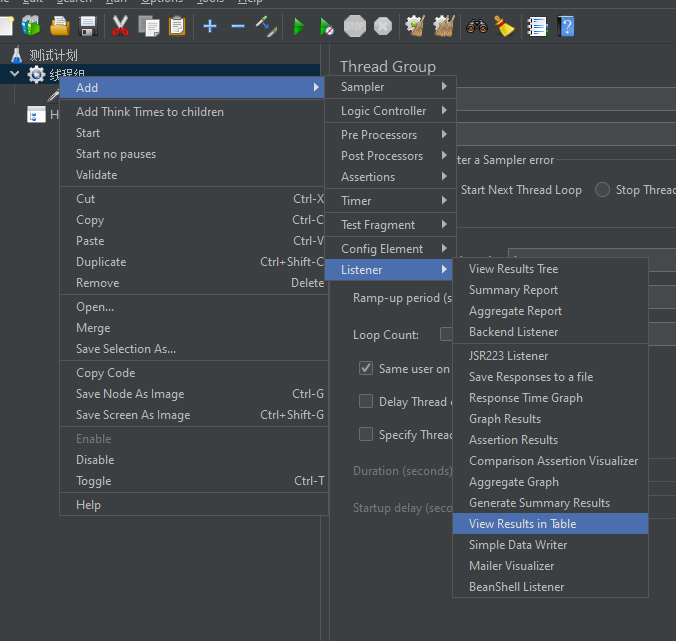 Edit Search Run Options Tools Help
测试计划
线程组
H
Add
Add Think Times to children
Start
Start no pauses
Validate
Cut Ctrl-X
Copy Ctrl-C
Paste Ctrl-V
Duplicate Ctrl+Shift-C
Remove Delete
Open...
Merge
Save Selection As...
Copy Code
Save Node As Image Ctrl-G
Save Screen As Image Ctrl+Shift-G
Enable
Disable
Toggle Ctrl-T
Help
Thread Group
Sampler
Logic Controller
Pre Processors
Post Processors
Assertions
Timer
Test Fragment
Config Element
Listener
ter a Sampler error
Start Next Thread Loop Stop Threa
Ramp-up period (s
Loop Count:
Same user on
Delay Thread
Specify Threa
Duration (seconds)
Startup delay (seco
View Results Tree
Summary Report
Aggregate Report
Backend Listener
JSR223 Listener
Save Responses to a file
Response Time Graph
Graph Results
Assertion Results
Comparison Assertion Visualizer
Aggregate Graph
Generate Summary Results
View Results in Table
Simple Data Writer
Mailer Visualizer
BeanShell Listener